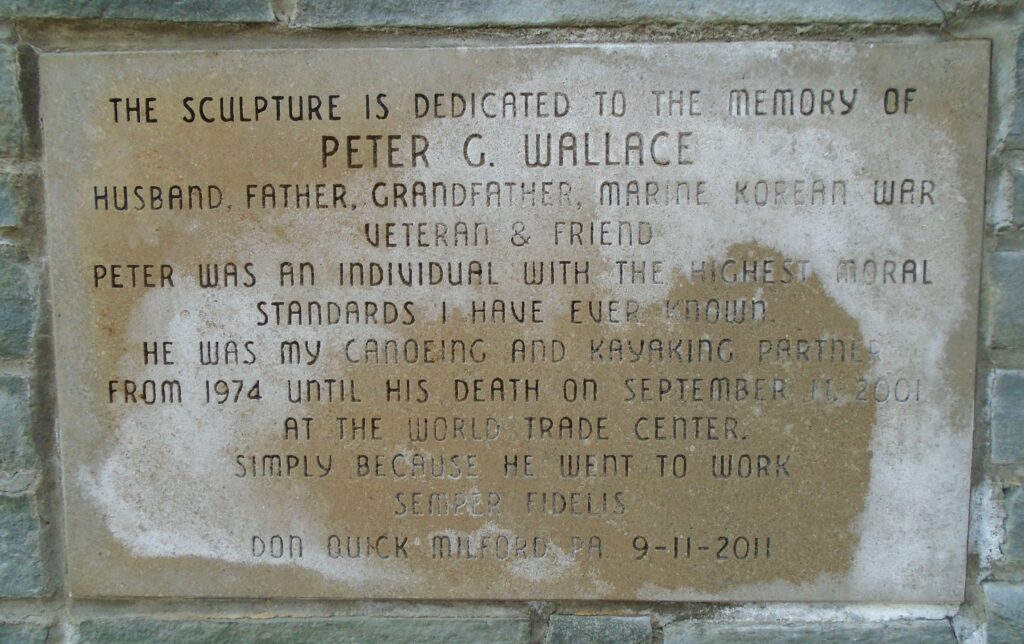 THE SCULPTURE IS DEDICATED TO THE MEMORY OF
PETER G. WALLACE
HUSBAND, FATHER, GRANDFATHER, MARINE KOREAN WAR
VETERAN & FRIEND
PETER WAS AN INDIVIDUAL WITH THE HIGHEST MORAL
STANDARDS I HAVE EVER KNOWN.
HE WAS MY CANOEING AND KAYAKING PARTNER
FROM 1974 UNTIL HIS DEATH ON SEPTEMBER 11, 2001
AT THE WORLD TRADE CENTER.
SIMPLY BECAUSE HE WENT TO WORK
SEMPER FIDELIS
DON QUICK MILFORD, PA 9-11-2011